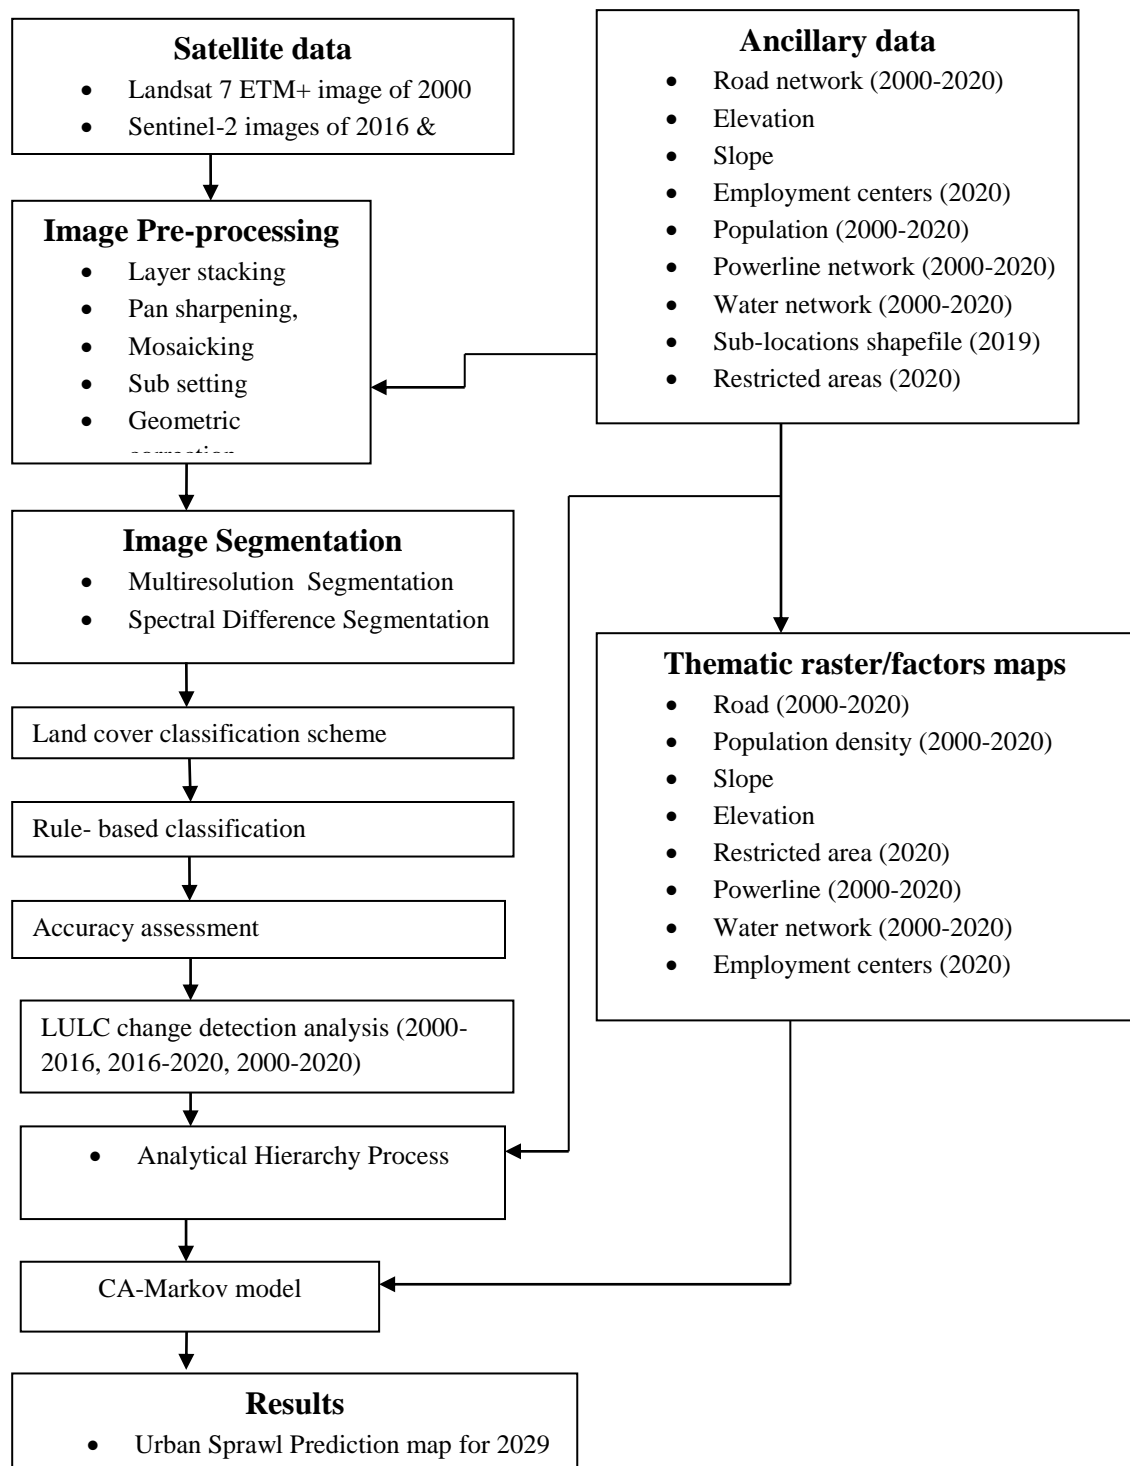 Satellite data
• Landsat 7 ETM+ image of 2000
• Sentinel-2 images of 2016 &
Ancillary data
• Road network (2000-2020)
• Elevation
• Slope
• Employment centers (2020)
• Population (2000-2020)
• Powerline network (2000-2020)
• Water network (2000-2020)
• Sub-locations shapefile (2019)
• Restricted areas (2020)
Image Pre-processing
• Layer stacking
• Pan sharpening,
• Mosaicking
• Sub setting
• Geometric
Image Segmentation
• Multiresolution Segmentation
• Spectral Difference Segmentation
Land cover classification scheme
Rule- based classification
Accuracy assessment
LULC change detection analysis (2000-
2016, 2016-2020, 2000-2020)
• Analytical Hierarchy Process
Thematic raster/factors maps
• Road (2000-2020)
• Population density (2000-2020)
• Slope
• Elevation
• Restricted area (2020)
• Powerline (2000-2020)
• Water network (2000-2020)
• Employment centers (2020)
CA-Markov model
Results
• Urban Sprawl Prediction map for 2029